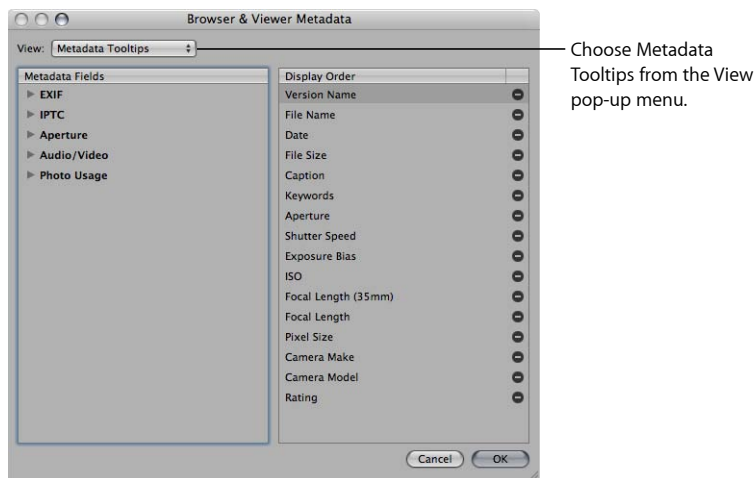 Browser & Viewer Metadata
View: Metadata Tooltips
Choose Metadata
Tooltips from the View
pop-up menu.
Metadata Fields
EXIF
IPTC
Aperture
Audio/Video
Photo Usage
Display Order
Version Name
File Name
Date
File Size
Caption
Keywords
Aperture
Shutter Speed
Exposure Bias
ISO
Focal Length (35mm)
Focal Length
Pixel Size
Camera Make
Camera Model
Rating
Cancel
OK